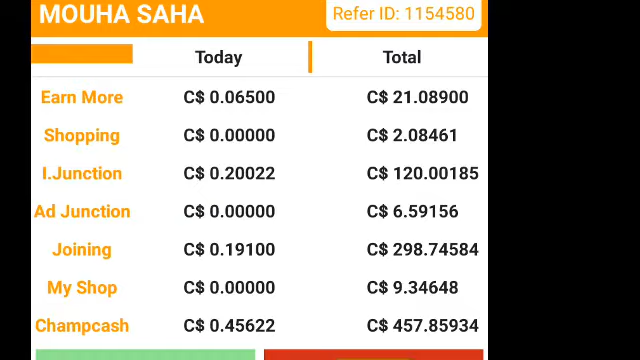 MOUHA SAHA Refer ID: 1154580
Today Total
Earn More C$ 0.06500 C$ 21.08900
Shopping C$ 0.00000 C$ 2.08461
I.Junction C$ 0.20022 C$ 120.00185
Ad Junction C$ 0.00000 C$ 6.59156
Joining C$ 0.19100 C$ 298.74584
My Shop C$ 0.00000 C$ 9.34648
Champcash C$ 0.45622 C$ 457.85934